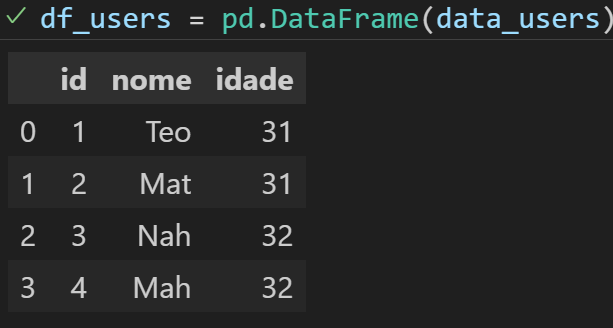 df_users = pd.DataFrame(data_users)
id nome idade
0 1 Teo 31
1 2 Mat 31
2 3 Nah 32
3 4 Mah 32